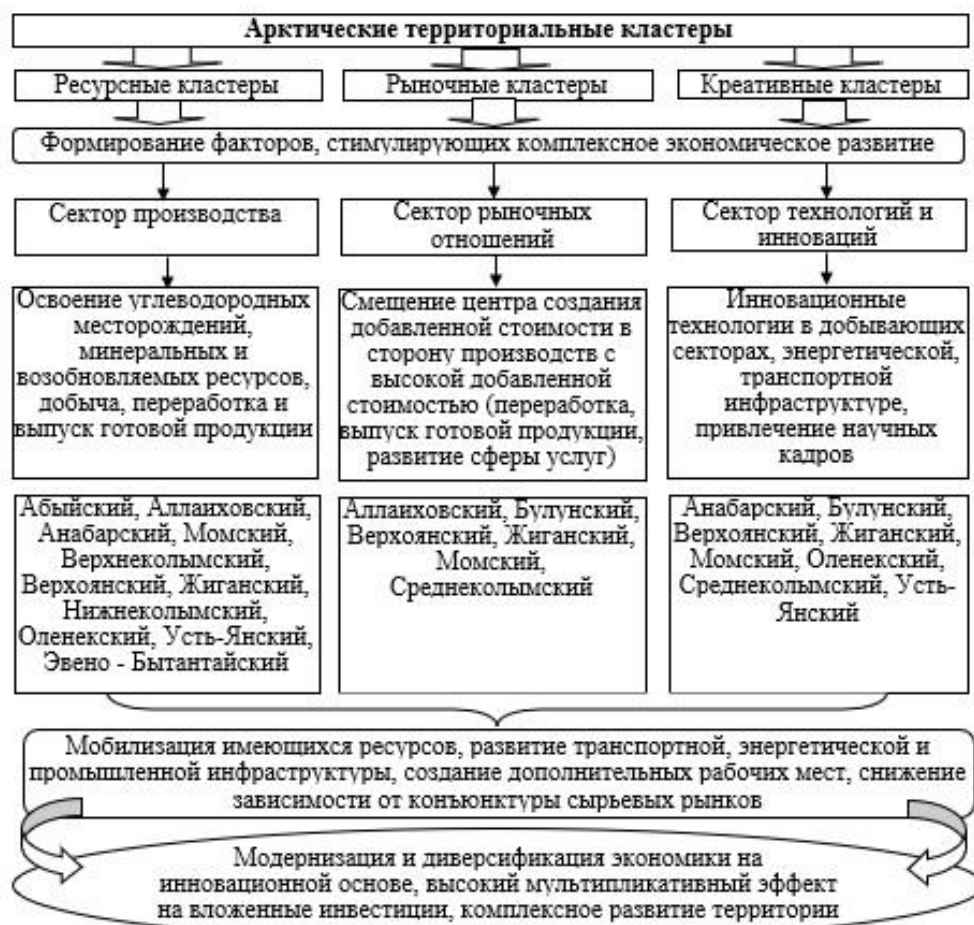 Арктические территориальные кластеры
Ресурсные кластеры
Рыночные кластеры
Креативные кластеры
Формирование факторов, стимулирующих комплексное экономическое развитие
Сектор производства
Сектор рыночных
отношений
Сектор технологий и
инноваций
Освоение углеводородных
месторождений,
минеральных и
возобновляемых ресурсов,
добыча, переработка и
выпуск готовой продукции
Смещение центра создания
добавленной стоимости в
сторону производств с
высокой добавленной
стоимостью (переработка,
выпуск готовой продукции,
развитие сферы услуг)
Инновационные
технологии в добывающих
секторах, энергетической,
транспортной
инфраструктуре,
привлечение научных
кадров
Абыйский, Аллаиховский,
Анабарский, Момский,
Верхнеколымский,
Верхоянский, Жиганский,
Нижнеколымский,
Оленекский, Усть-Янский,
Эвено - Бытантайский
Аллаиховский, Булунский,
Верхоянский, Жиганский,
Момский,
Среднеколымский
Анабарский, Булунский,
Верхоянский, Жиганский,
Момский, Оленекский,
Среднеколымский, Усть-
Янский
Мобилизация имеющихся ресурсов, развитие транспортной, энергетической и
промышленной инфраструктуры, создание дополнительных рабочих мест, снижение
зависимости от конъюнктуры сырьевых рынков
Модернизация и диверсификация экономики на
инновационной основе, высокий мультипликативный эффект
на вложенные инвестиции, комплексное развитие территории